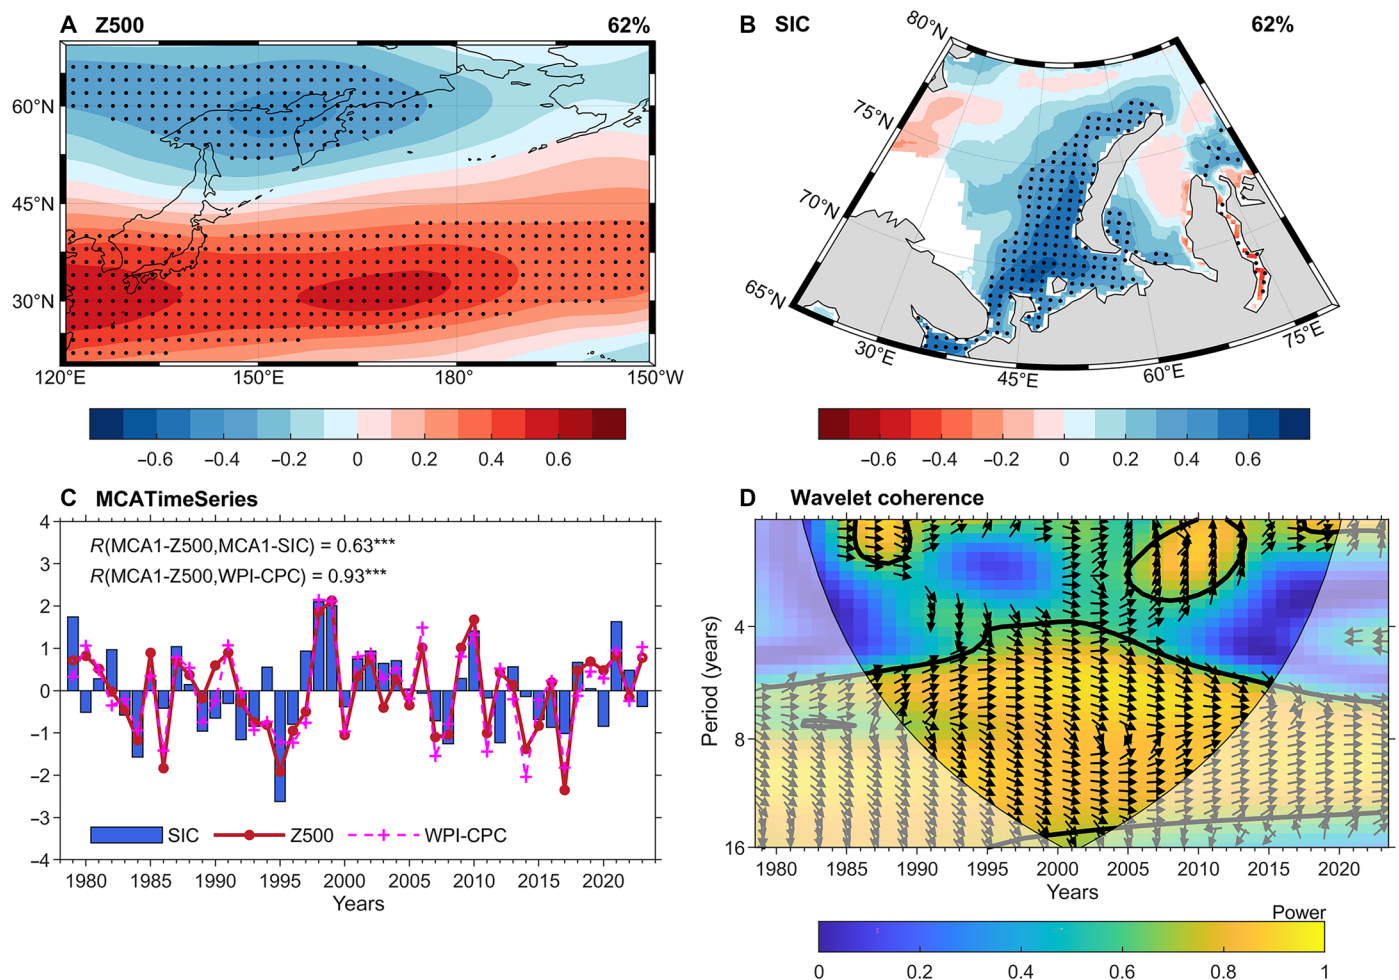 A Z500 62%
60°N
45°N
30°N
120°E 150°E 180° 150°W
−0.6 −0.4 −0.2 0 0.2 0.4 0.6
B SIC 62%
80°N
75°N
70°N
65°N
30°E
45°E
60°E
75°E
−0.6 −0.4 −0.2 0 0.2 0.4 0.6
C MCATimeSeries
R(MCA1-Z500,MCA1-SIC) = 0.63***
R(MCA1-Z500,WPI-CPC) = 0.93***
4
3
2
1
0
−1
−2
−3
−4
SIC Z500 WPI-CPC
1980 1985 1990 1995 2000 2005 2010 2015 2020
Years
D Wavelet coherence
Period (years)
4
8
16
1980 1985 1990 1995 2000 2005 2010 2015 2020
Years
Power
0 0.2 0.4 0.6 0.8 1